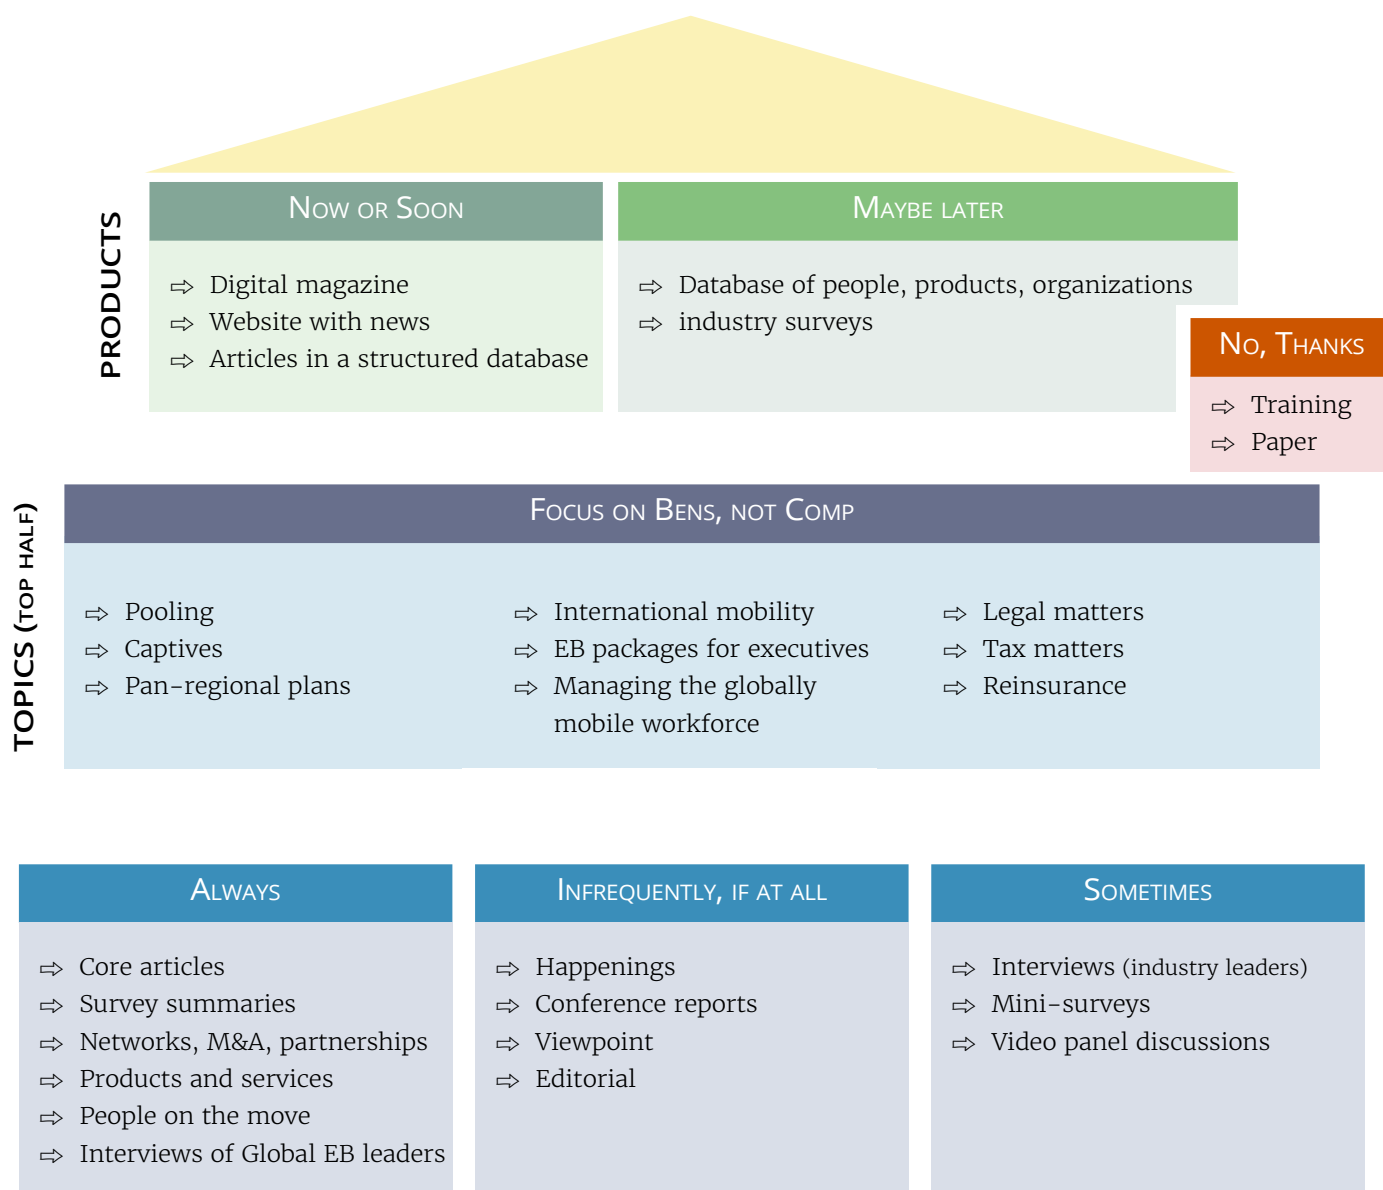 PRODUCTS
Now or Soon
⇨ Digital magazine
⇨ Website with news
⇨ Articles in a structured database
Maybe later
⇨ Database of people, products, organizations
⇨ industry surveys
No, Thanks
⇨ Training
⇨ Paper
TOPICS (top half)
Focus on Bens, not Comp
⇨ Pooling
⇨ Captives
⇨ Pan-regional plans
⇨ International mobility
⇨ EB packages for executives
⇨ Managing the globally
mobile workforce
⇨ Legal matters
⇨ Tax matters
⇨ Reinsurance
Always
⇨ Core articles
⇨ Survey summaries
⇨ Networks, M&A, partnerships
⇨ Products and services
⇨ People on the move
⇨ Interviews of Global EB leaders
Infrequently, if at all
⇨ Happenings
⇨ Conference reports
⇨ Viewpoint
⇨ Editorial
Sometimes
⇨ Interviews (industry leaders)
⇨ Mini-surveys
⇨ Video panel discussions